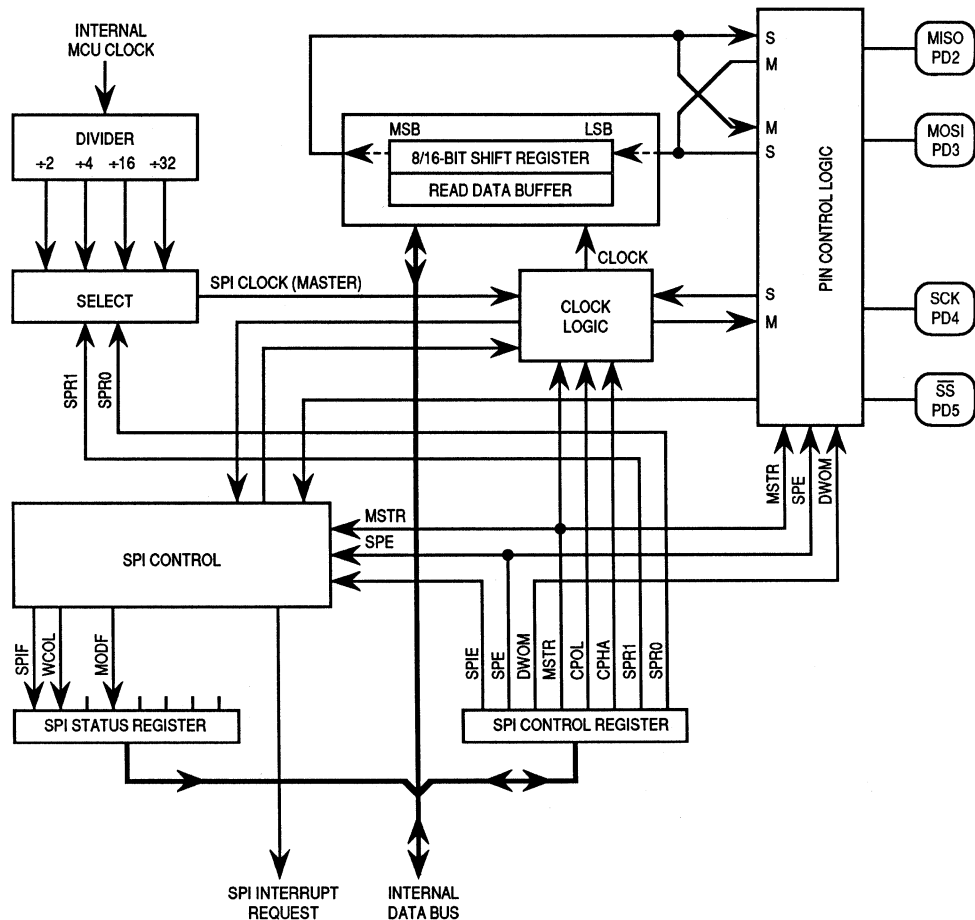 INTERNAL
MCU CLOCK
DIVIDER
÷2 ÷4 ÷16 ÷32
SELECT
SPR1
SPR0
SPI CLOCK (MASTER)
MSB LSB
8/16-BIT SHIFT REGISTER
READ DATA BUFFER
CLOCK
CLOCK
LOGIC
S
M
M
S
S
M
PIN CONTROL LOGIC
MISO
PD2
MOSI
PD3
SCK
PD4
SS
PD5
MSTR
SPE
DWOM
MSTR
SPE
SPI CONTROL
SPIF
WCOL
MODF
SPI STATUS REGISTER
SPIE
SPE
DWOM
MSTR
CPOL
CPHA
SPR1
SPR0
SPI CONTROL REGISTER
SPI INTERRUPT
REQUEST
INTERNAL
DATA BUS